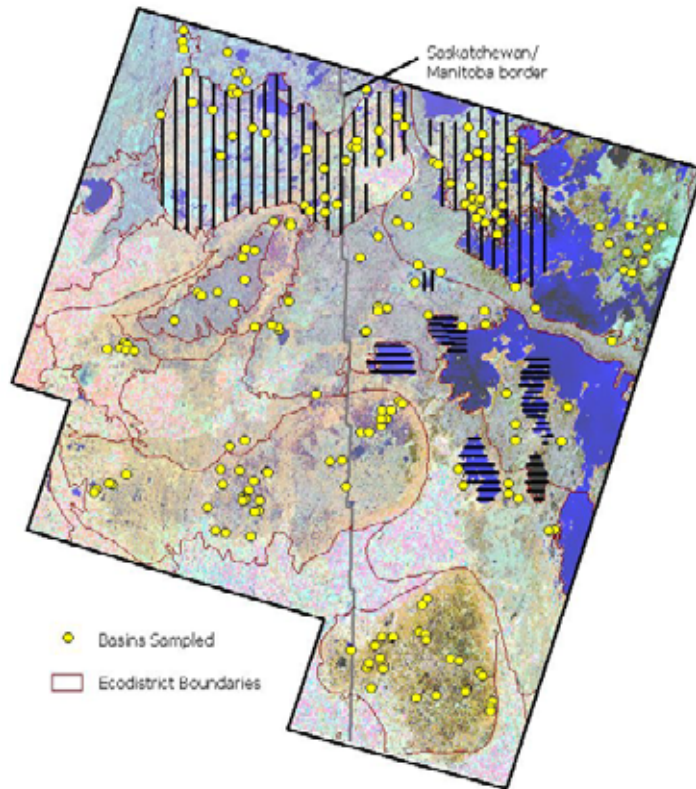 Saskatchewan/
Manitoba border
Basins Sampled
Ecodistrict Boundaries